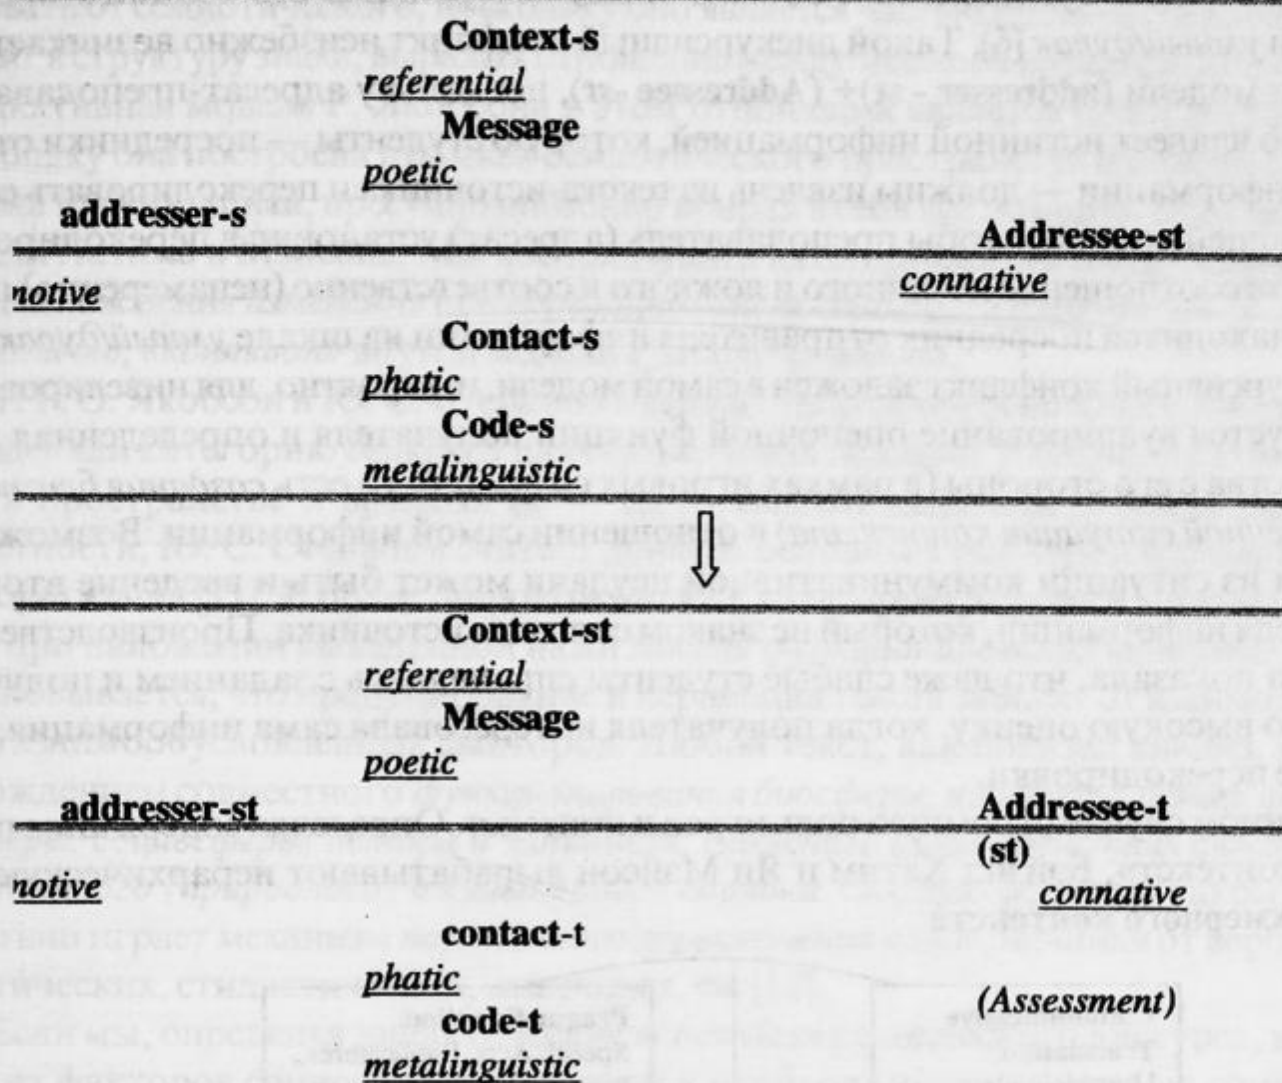 Context-s
referential
Message
poetic
addresser-s
Addressee-st
notive
connative
Contact-s
phatic
Code-s
metalinguistic
Context-st
referential
Message
poetic
addresser-st
Addressee-t
(st)
notive
connative
contact-t
phatic
(Assessment)
code-t
metalinguistic